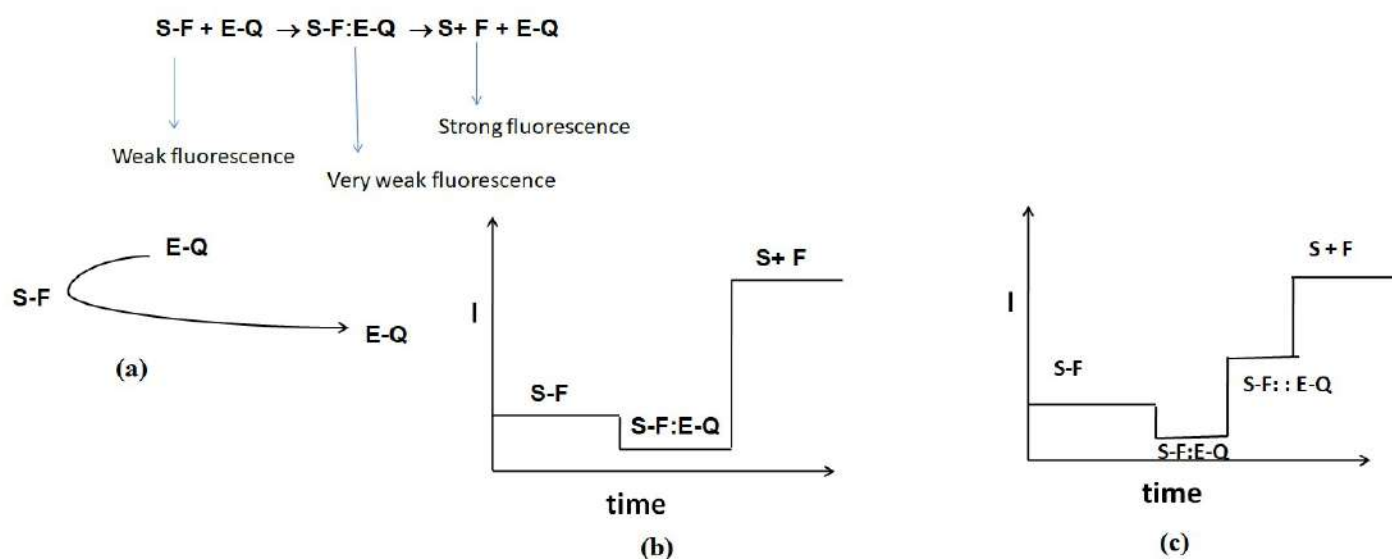 S-F + E-Q → S-F:E-Q → S+ F + E-Q
Strong fluorescence
Weak fluorescence
Very weak fluorescence
E-Q
S-F
E-Q
(a)
S+ F
I
S-F
S-F:E-Q
time
(b)
S + F
I
S-F
S-F: : E-Q
S-F:E-Q
time
(c)